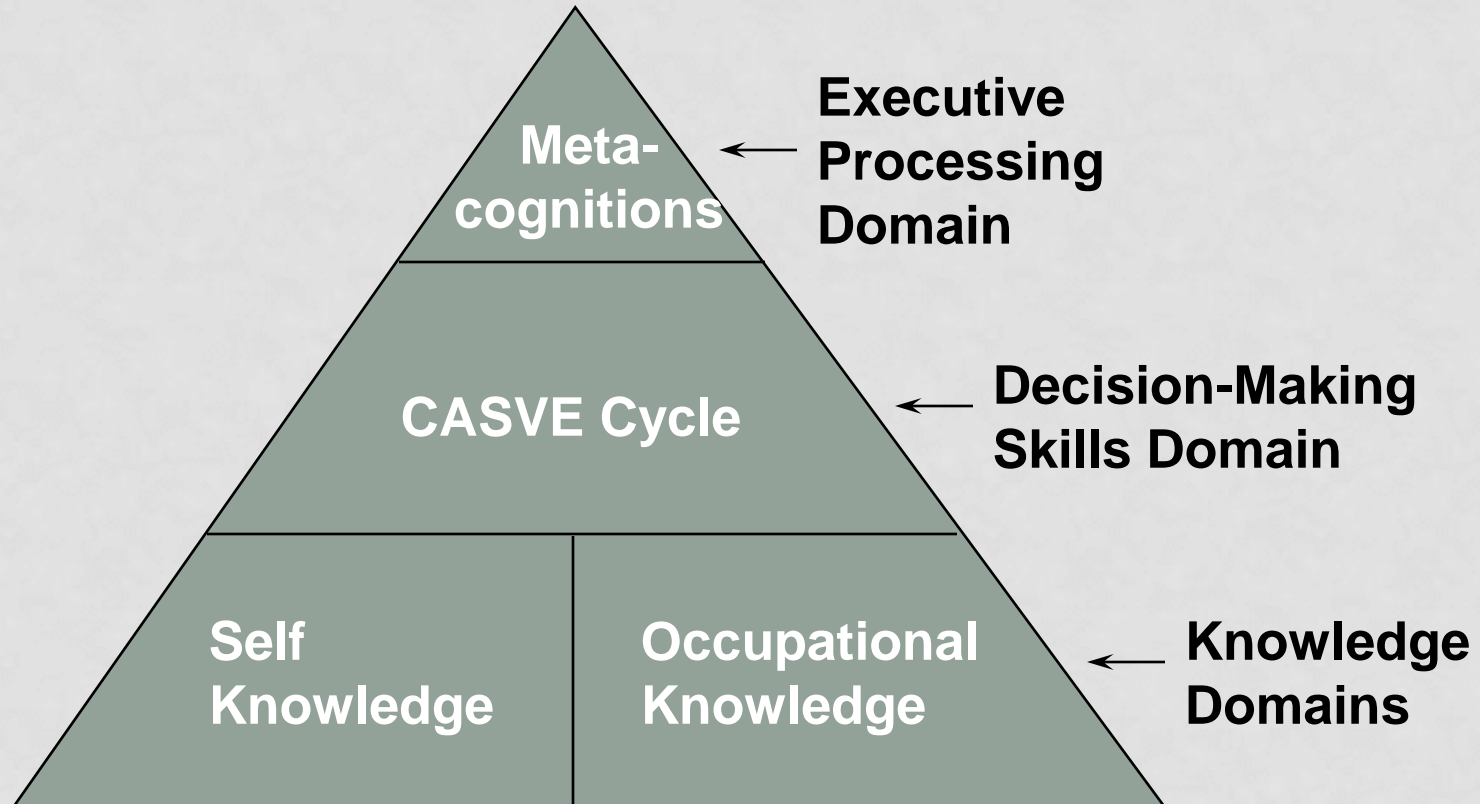 Meta-
cognitions
Executive
Processing
Domain
CASVE Cycle
Decision-Making
Skills Domain
Self
Knowledge
Occupational
Knowledge
Knowledge
Domains